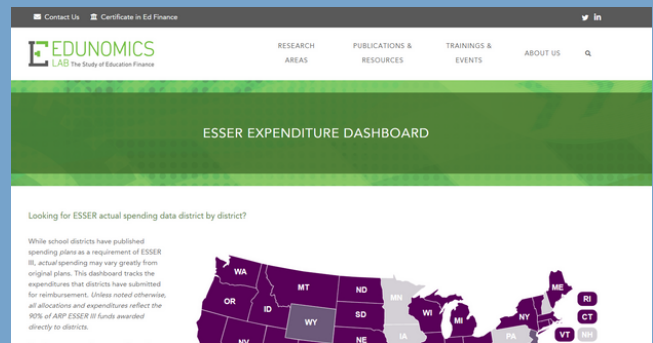 Contact Us Certificate in Ed Finance
EDUNOMICS
LAB The Study of Education Finance
RESEARCH AREAS
PUBLICATIONS & RESOURCES
TRAININGS & EVENTS
ABOUT US
ESSER EXPENDITURE DASHBOARD
Looking for ESSER actual spending data district by district?
While school districts have published
spending plans as a requirement of ESSER
III, actual spending may vary greatly from
original plans. This dashboard tracks the
expenditures that districts have submitted
for reimbursement. Unless noted otherwise,
all allocations and expenditures reflect the
90% of ARP ESSER III funds awarded
directly to districts.
WA
MT
ND
MN
ME
OR
ID
WY
SD
WI
MI
NY
RI
CT
VT
NH
NV
NE
IA
PA